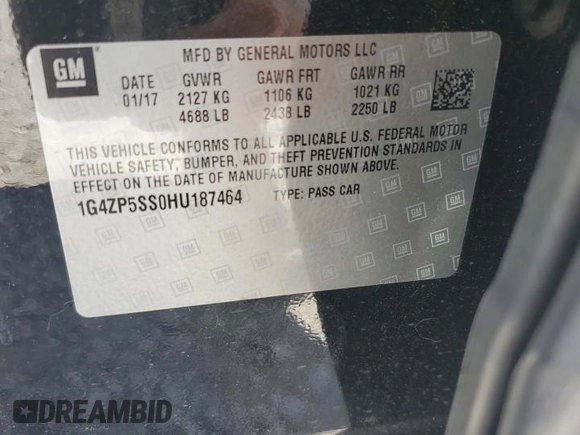 GM
MFD BY GENERAL MOTORS LLC
DATE GVWR GAWR FRT GAWR RR
01/17 2127 KG 1106 KG 1021 KG
4688 LB 2438 LB 2250 LB
THIS VEHICLE CONFORMS TO ALL APPLICABLE U.S. FEDERAL MOTOR
VEHICLE SAFETY, BUMPER, AND THEFT PREVENTION STANDARDS IN
EFFECT ON THE DATE OF MANUFACTURE SHOWN ABOVE.
1G4ZP5SS0HU187464 TYPE: PASS CAR
DREAMBID